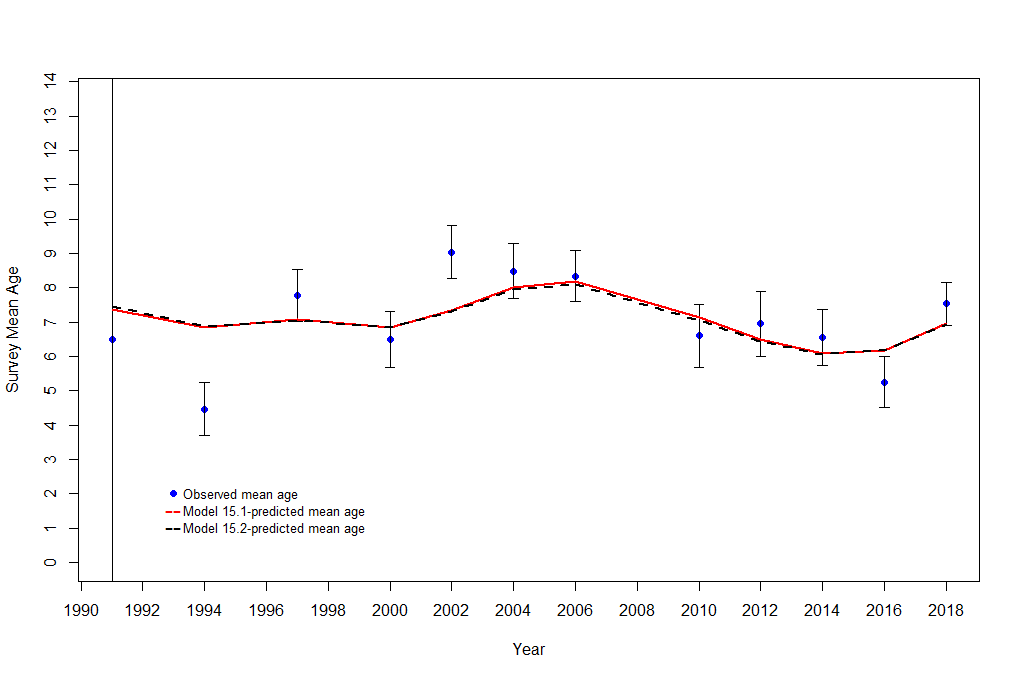 14
13
12
11
10
9
8
7
6
5
4
3
2
1
0
Survey Mean Age
Observed mean age
Model 15.1-predicted mean age
Model 15.2-predicted mean age
1990 1992 1994 1996 1998 2000 2002 2004 2006 2008 2010 2012 2014 2016 2018
Year